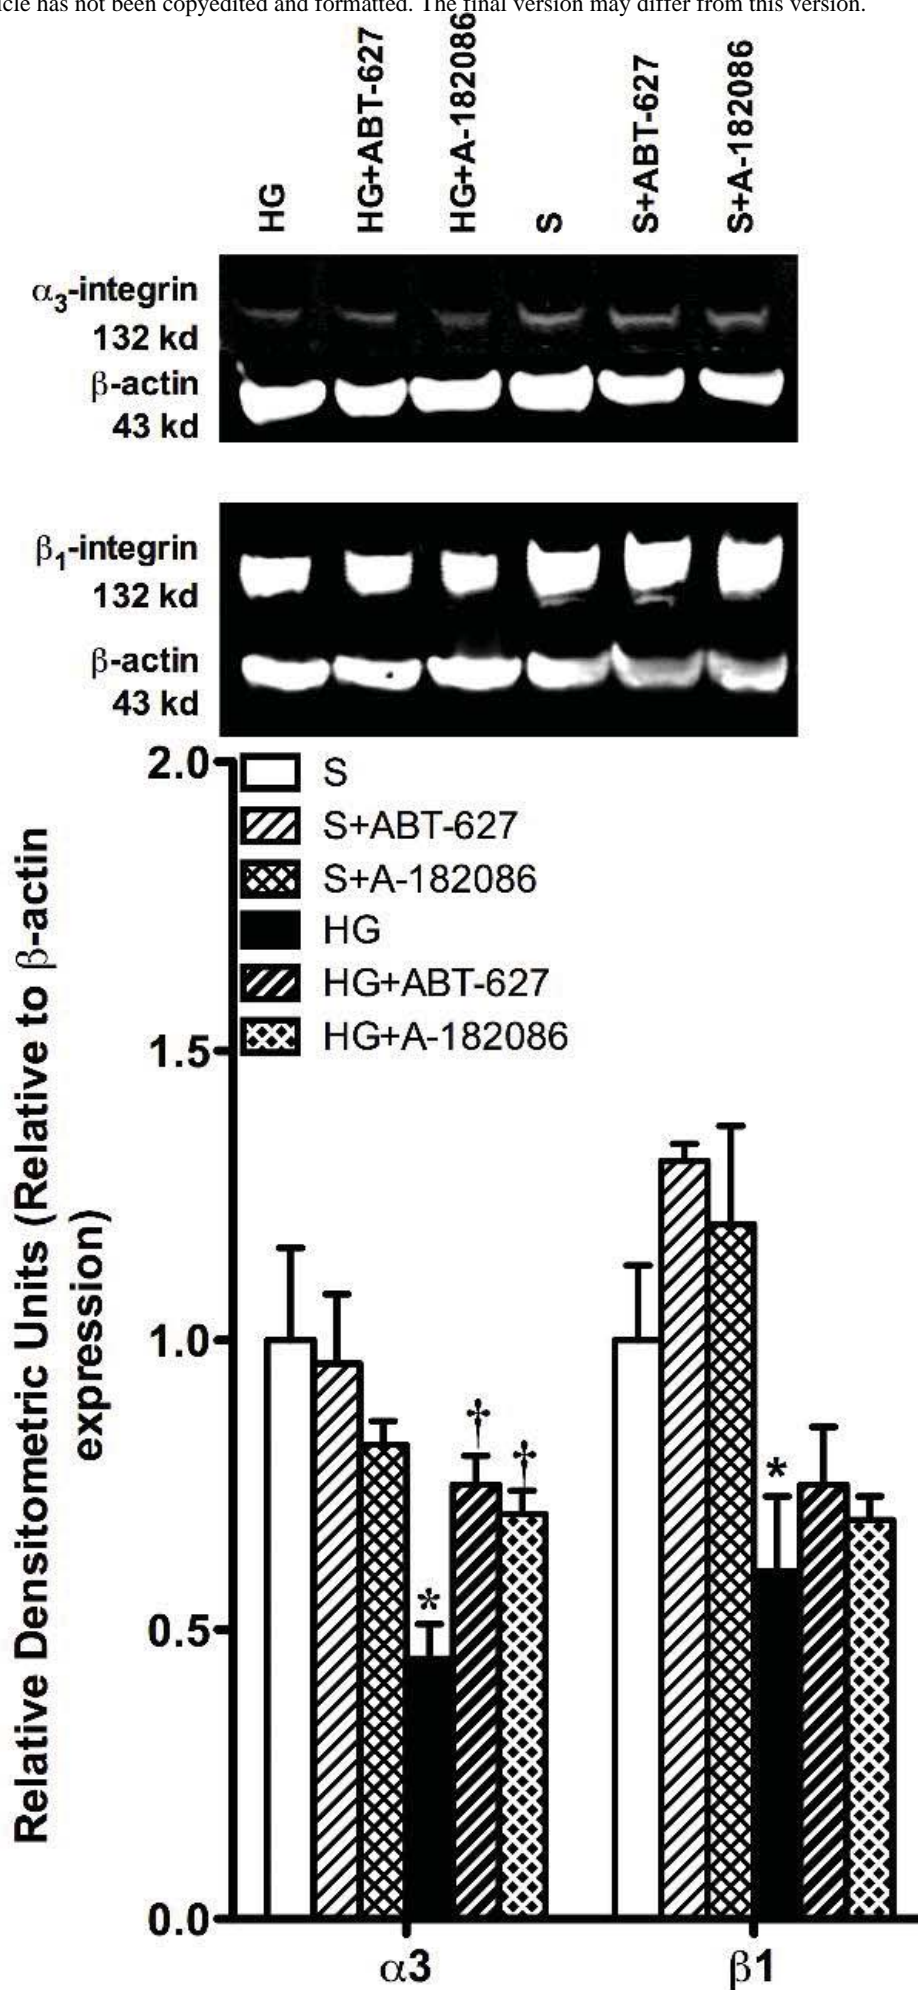 cle has not been copyedited and formatted. The final version may differ from this version.
HG
HG+ABT-627
HG+A-182086
S
S+ABT-627
S+A-182086
α3-integrin
132 kd
β-actin
43 kd
β1-integrin
132 kd
β-actin
43 kd
Relative Densitometric Units (Relative to β-actin
expression)
2.0
1.5
1.0
0.5
0.0
S
S+ABT-627
S+A-182086
HG
HG+ABT-627
HG+A-182086
*
†
†
*
α3
β1